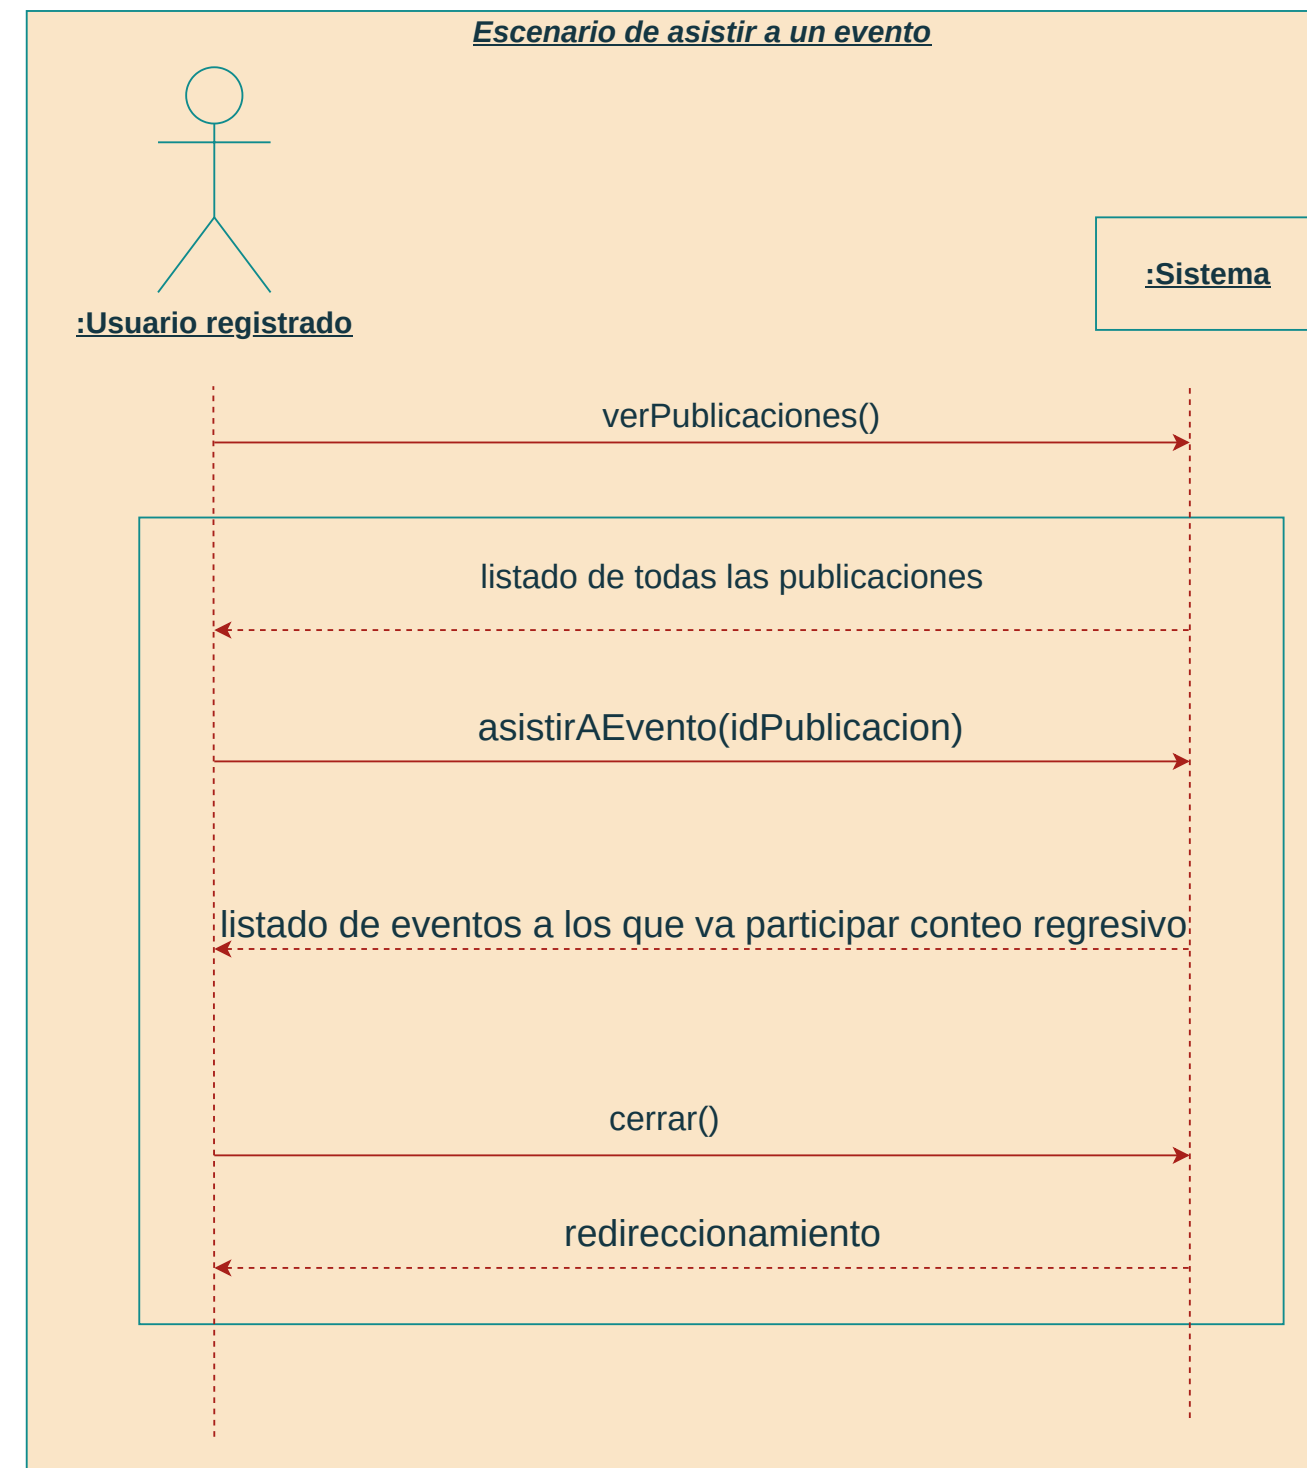 Escenario de asistir a un evento
:Sistema
:Usuario registrado
verPublicaciones()
listado de todas las publicaciones
asistirAEvento(idPublicacion)
listado de eventos a los que va participar conteo regresivo
cerrar()
redireccionamiento